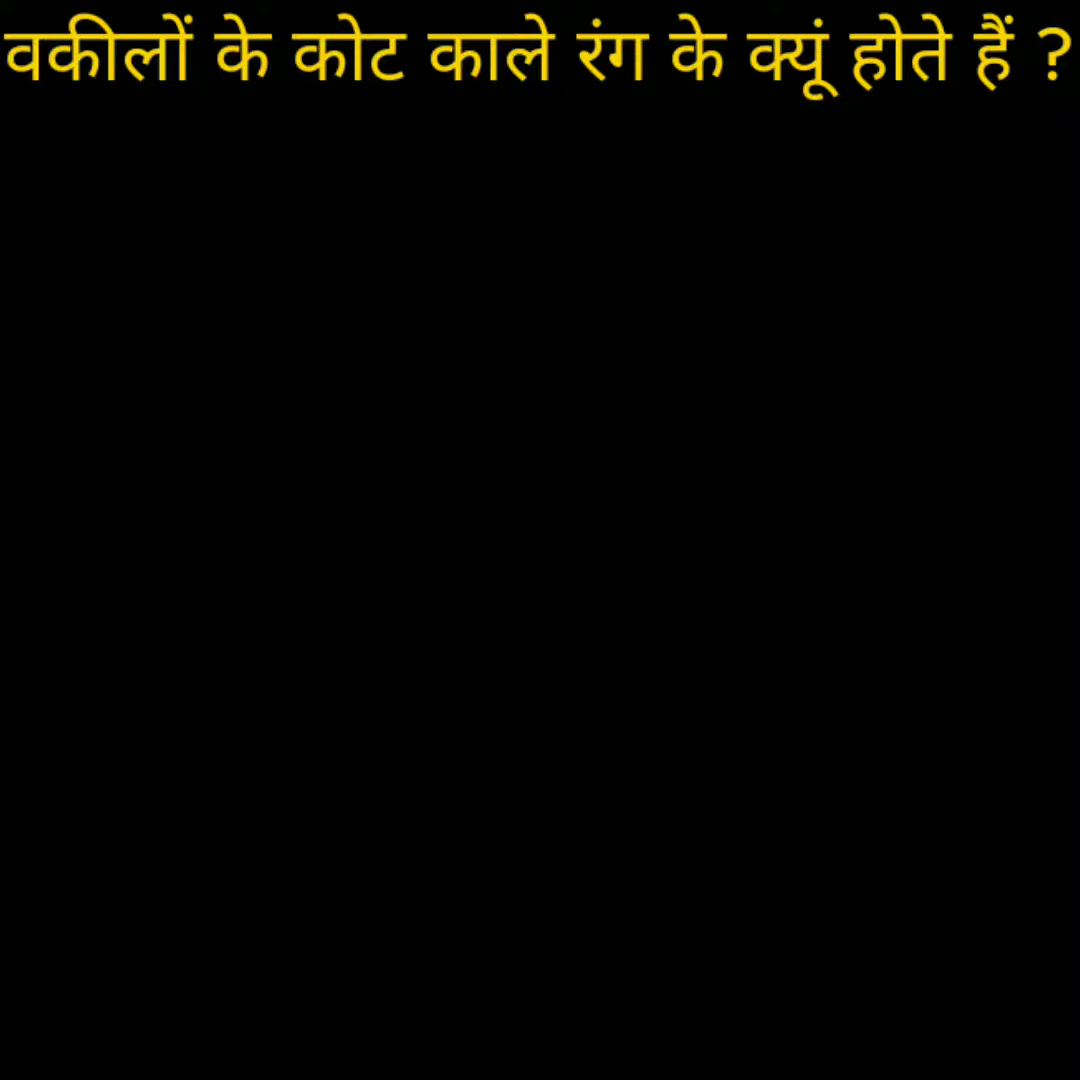 वकीलों के कोट काले रंग के क्यूं होते हैं ?